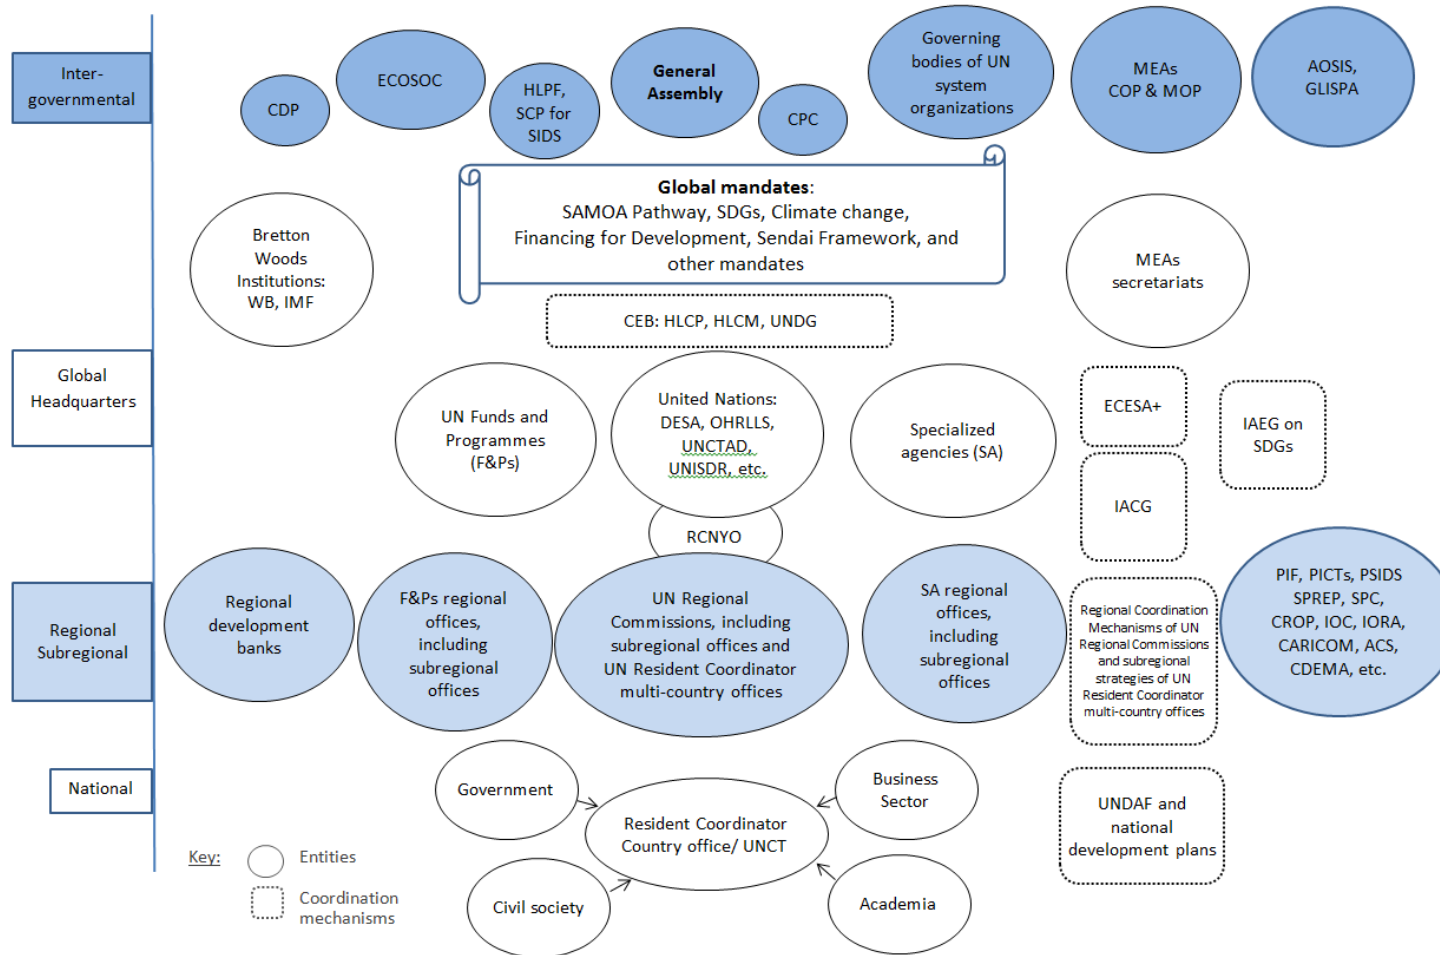 Inter-
governmental
CDP
ECOSOC
HLPF,
SCP for
SIDS
General
Assembly
CPC
Governing
bodies of UN
system
organizations
MEAs
COP & MOP
AOSIS,
GLISPA
Global mandates:
SAMOA Pathway, SDGs, Climate change,
Financing for Development, Sendai Framework, and
other mandates
Bretton
Woods
Institutions:
WB, IMF
MEAs
secretariats
CEB: HLCP, HLCM, UNDG
Global
Headquarters
UN Funds and
Programmes
(F&Ps)
United Nations:
DESA, OHRLLS,
UNCTAD,
UNISDR, etc.
Specialized
agencies (SA)
ECESA+
IAEG on
SDGs
IACG
RCNYO
Regional
Subregional
Regional
development
banks
F&Ps regional
offices,
including
subregional
offices
UN Regional
Commissions, including
subregional offices and
UN Resident Coordinator
multi-country offices
SA regional
offices,
including
subregional
offices
Regional Coordination
Mechanisms of UN
Regional Commissions
and subregional
strategies of UN
Resident Coordinator
multi-country offices
PIF, PICTs, PSIDS
SPREP, SPC,
CROP, IOC, IORA,
CARICOM, ACS,
CDEMA, etc.
National
Government
Business
Sector
Resident Coordinator
Country office/ UNCT
Civil society
Academia
UNDAF and
national
development plans
Key:
Entities
Coordination
mechanisms